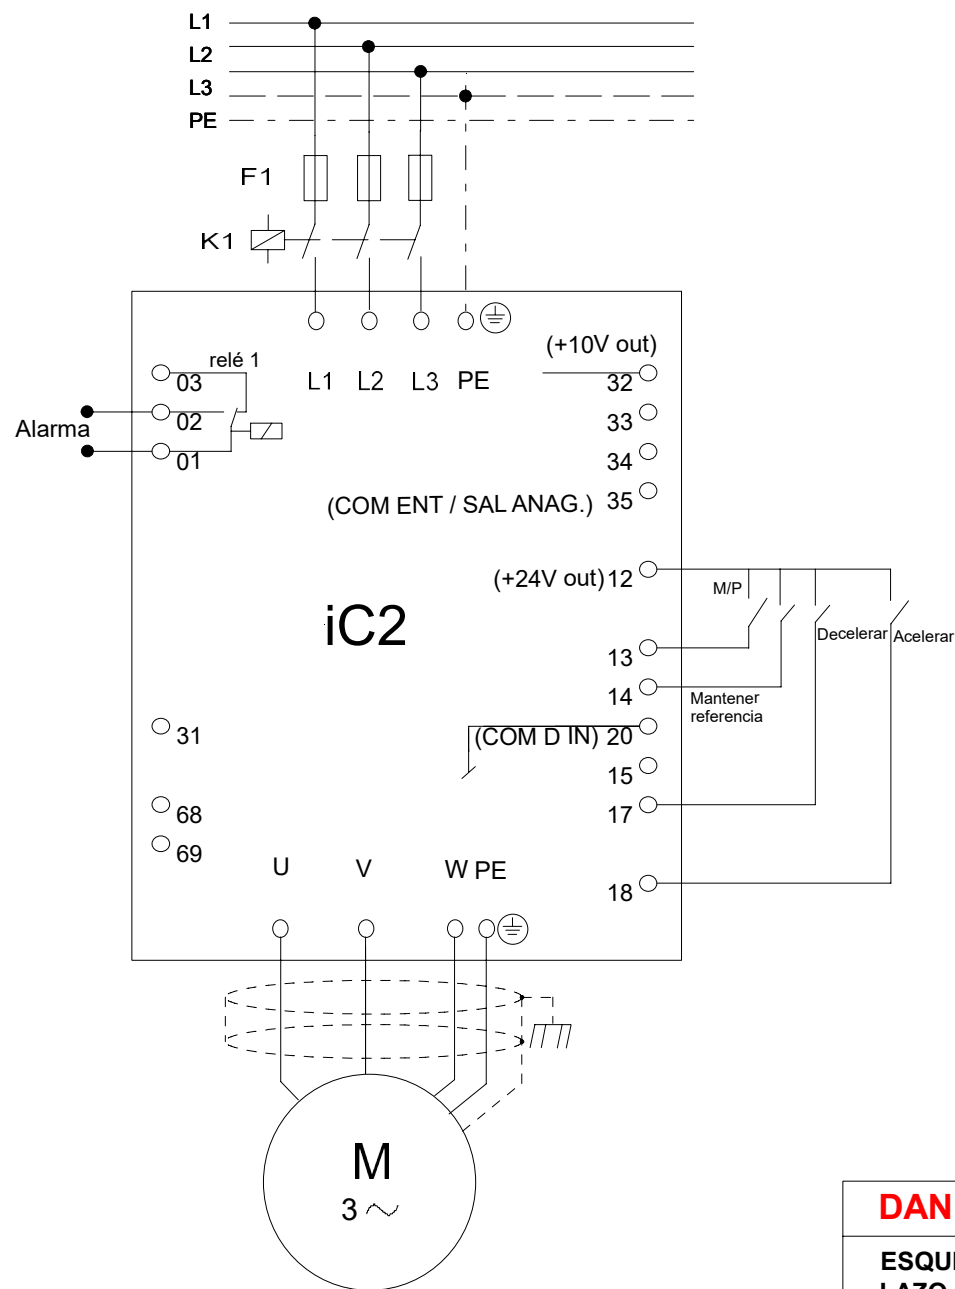 L1
L2
L3
PE
F1
K1
relé 1
03
02
01
Alarma
L1 L2 L3 PE
(+10V out)
32
33
34
(COM ENT / SAL ANAG.) 35
(+24V out) 12
M/P
Decelerar Acelerar
iC2
13
14
Mantener
referencia
31
(COM D IN) 20
15
17
68
69
18
U V W PE
M
3
DAN
ESQU